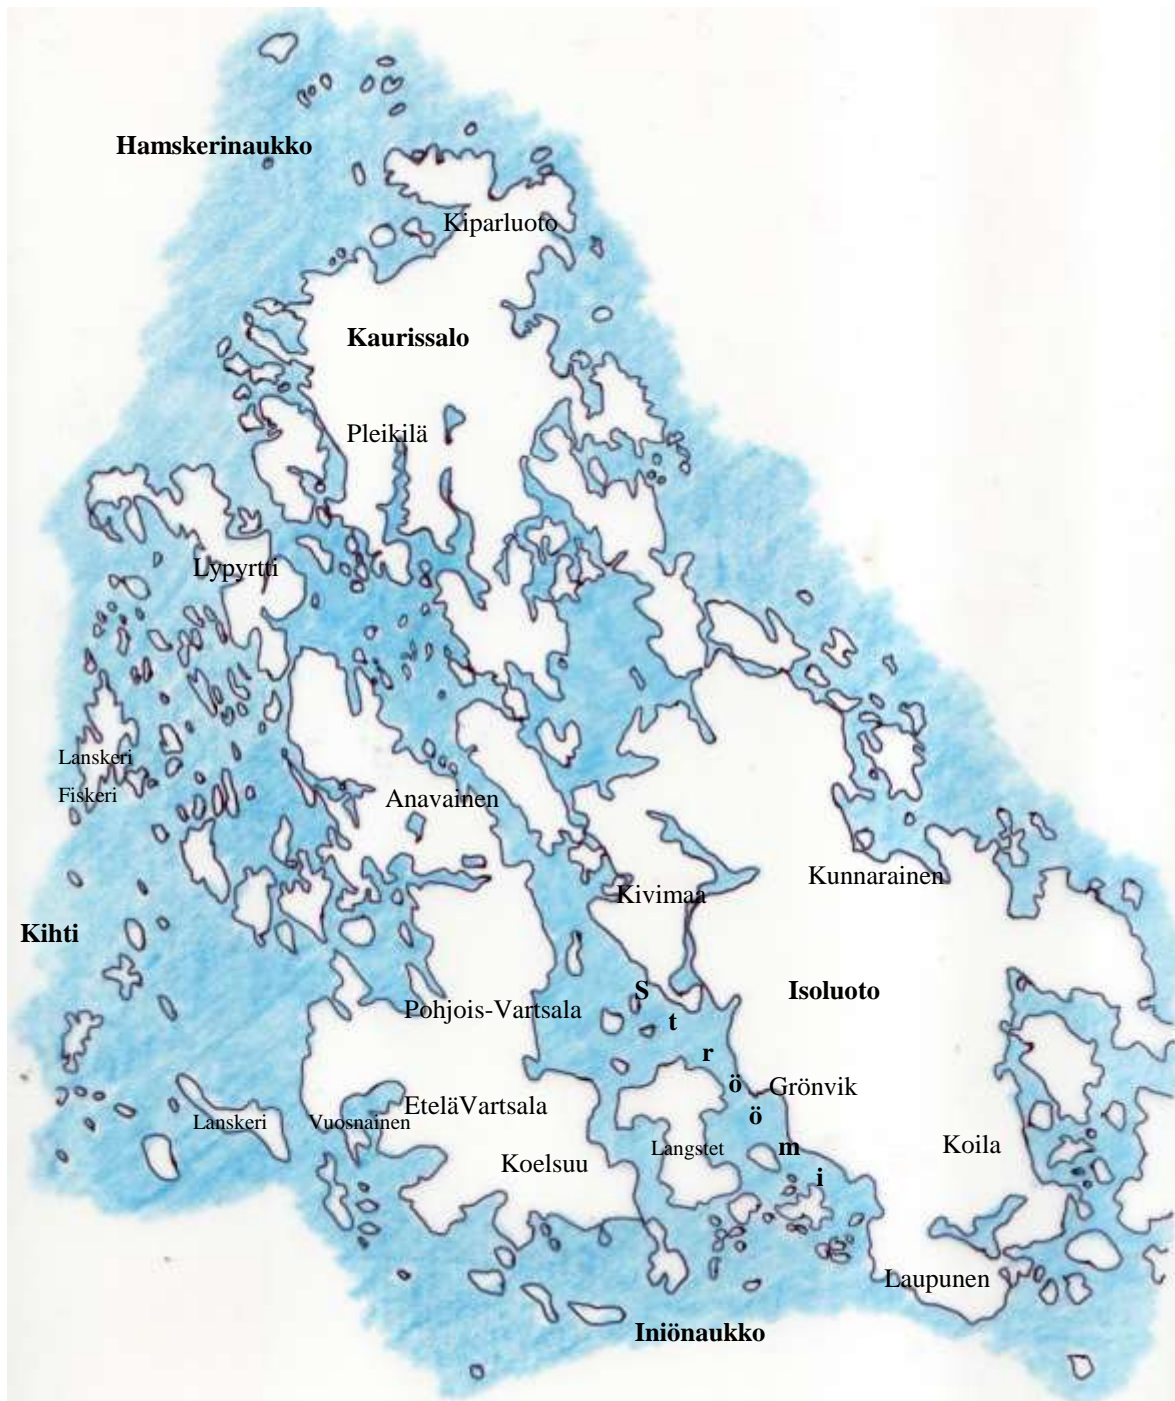 Hamskerinaukko
Kiparluoto
Kaurissalo
Pleikilä
Lypyrtti
Lanskeri
Fiskeri
Anavainen
Kunnarainen
Kivimaa
Kihti
Isoluoto
Pohjois-Vartsala
Ströömi
Grönvik
EteläVartsala
Lanskeri
Vuosnainen
Langstet
Koila
Koelsuu
Laupunen
Iniönaukko